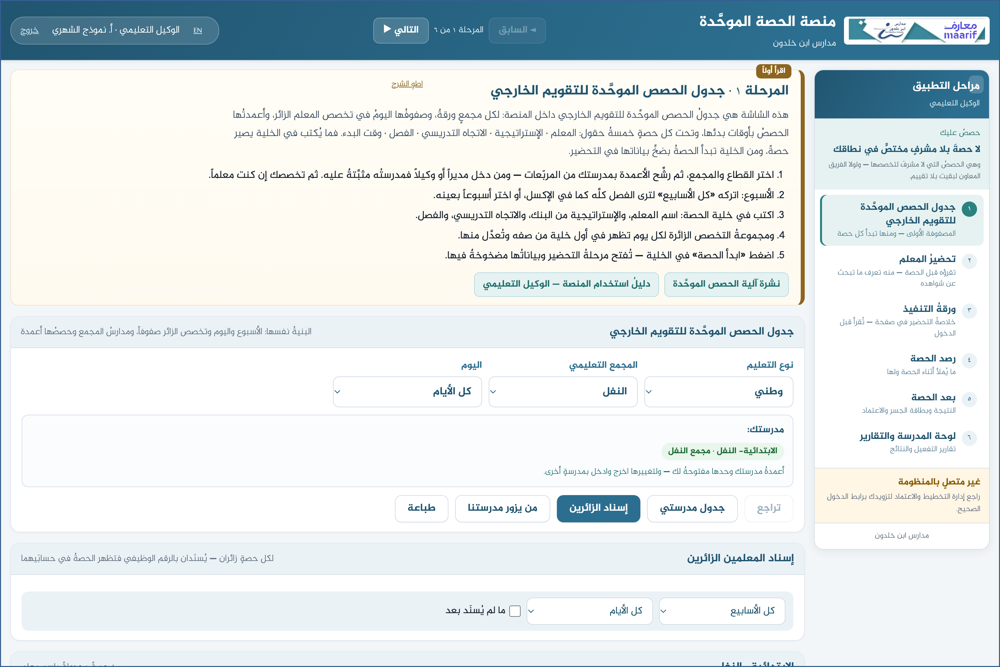 معارف
maarif
مدارس
ابن خلدون
منصة الحصة الموحَّدة
مدارس ابن خلدون
◄ السابق
المرحلة ١ من ٦
التالي ►
EN
الوكيل التعليمي · أ. نموذج الشهري
خروج
مراحل التطبيق
الوكيل التعليمي
حصصٌ عليك
لا حصةَ بلا مشرفٍ مختصٍّ في نطاقك
وهي الحصصُ التي لا مشرفَ لتخصصها — ولولا الفريق
المعاون لبقيت بلا تقييم.
١
جدول الحصص الموحَّدة
للتقويم الخارجي
المصفوفة الأولى — ومنها تبدأ كل حصة
٢
تحضيرُ المعلم
تقرؤه قبل الحصة — منه تعرف ما تبحث
عن شواهده
٣
ورقةُ التنفيذ
خلاصةُ التحضير في صفحة — تُقرأ قبل
الدخول
٤
رصد الحصة
ما يُملأ أثناء الحصة ولها
٥
بعد الحصة
النتيجة وبطاقة الجسر والاعتماد
٦
لوحة المدرسة والتقارير
تقارير التفعيل والنتائج
غير متصلٍ بالمنظومة
راجع إدارة التخطيط والاعتماد لتزويدك برابط الدخول
الصحيح.
مدارس ابن خلدون
اقرأ أولاً
المرحلة ١ · جدول الحصص الموحَّدة للتقويم الخارجي
اطوِ الشرح
هذه الشاشة هي جدولُ الحصص الموحَّدة للتقويم الخارجي داخل المنصة: لكل مجمعٍ ورقةٌ، وصفوفُها اليومُ في تخصص المعلم الزائر، وأعمدتُها
الحصصُ بأوقات بدئها، وتحت كل حصةٍ خمسةُ حقول: المعلم · الإستراتيجية · الاتجاه التدريسي · الفصل · وقت البدء. فما يُكتب في الخلية يصير
حصةً، ومن الخلية تبدأ الحصةُ بضخِّ بياناتها في التحضير.
1. اختر القطاع والمجمع، ثم رشِّح الأعمدة بمدرستك من المربّعات — ومن دخل مديراً أو وكيلاً فمدرستُه مثبَّتةٌ عليه. ثم تخصصك إن كنت معلماً.
2. الأسبوع: اتركه «كل الأسابيع» لترى الفصل كلَّه كما في الإكسل، أو اختر أسبوعاً بعينه.
3. اكتب في خلية الحصة: اسم المعلم، والإستراتيجية من البنك، والاتجاه التدريسي، والفصل.
4. ومجموعةُ التخصص الزائرة لكل يوم تظهر في أول خلية من صفه وتُعدَّل منها.
5. اضغط «ابدأ الحصة» في الخلية — تُفتح مرحلةُ التحضير وبياناتُها مضخوخةٌ فيها.
نشرة آلية الحصص الموحَّدة
دليلُ استخدام المنصة — الوكيل التعليمي
جدول الحصص الموحَّدة للتقويم الخارجي
البنيةُ نفسها: الأسبوع واليوم وتخصص الزائر صفوفاً، ومدارسُ المجمع وحصصُها أعمدة
نوع التعليم
المجمع التعليمي
اليوم
وطني
النفل
كل الأيام
مدرستك:
الابتدائية- النفل · مجمع النفل
أعمدةُ مدرستك وحدها مفتوحةٌ لك — ولتغييرها اخرج وادخل بمدرسةٍ أخرى.
تراجع
جدول مدرستي
إسناد الزائرين
من يزور مدرستنا
طباعة
إسناد المعلمين الزائرين
لكل حصةٍ زائران — يُسنَدان بالرقم الوظيفي فتظهر الحصةُ في حسابَيهما
كل الأسابيع
كل الأيام
ما لم يُسنَد بعد